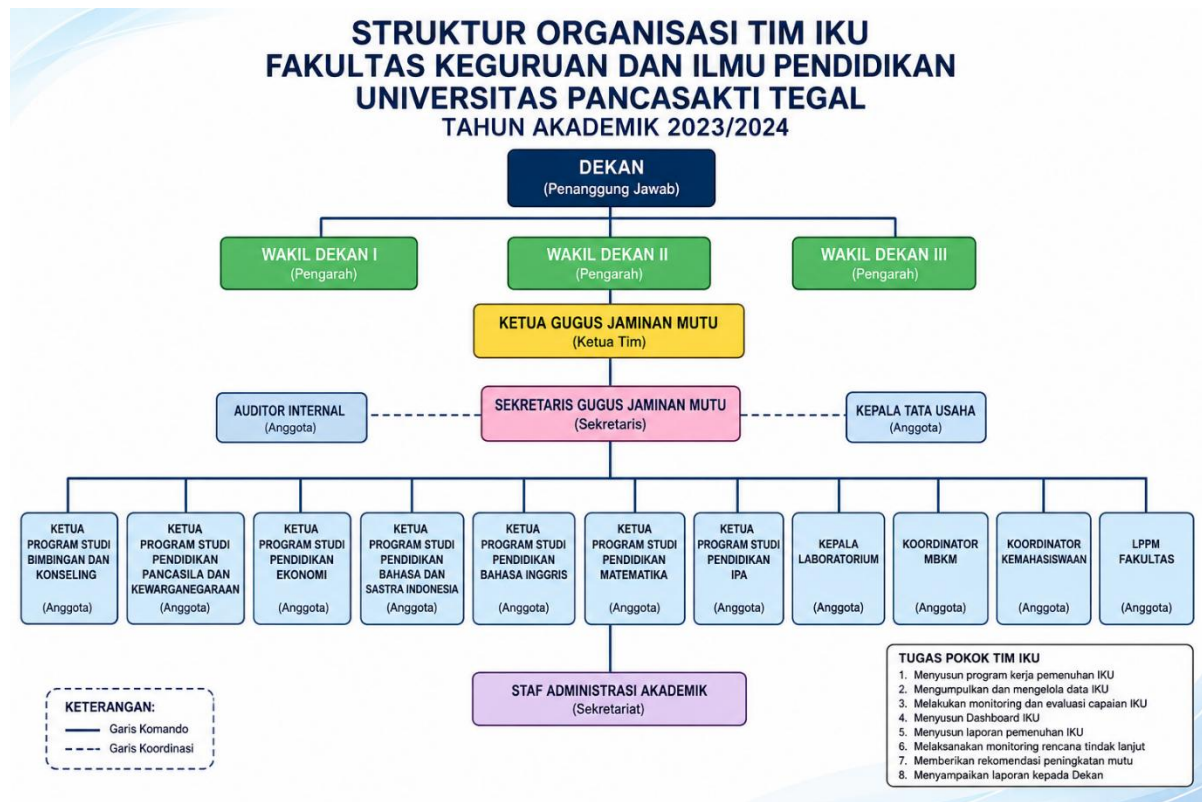 STRUKTUR ORGANISASI TIM IKU
FAKULTAS KEGURUAN DAN ILMU PENDIDIKAN
UNIVERSITAS PANCASAKTI TEGAL
TAHUN AKADEMIK 2023/2024
DEKAN
(Penanggung Jawab)
WAKIL DEKAN I
(Pengarah)
WAKIL DEKAN II
(Pengarah)
WAKIL DEKAN III
(Pengarah)
KETUA GUGUS JAMINAN MUTU
(Ketua Tim)
AUDITOR INTERNAL
(Anggota)
SEKRETARIS GUGUS JAMINAN MUTU
(Sekretaris)
KEPALA TATA USAHA
(Anggota)
KETUA
PROGRAM STUDI
BIMBINGAN DAN
KONSELING
(Anggota)
KETUA
PROGRAM STUDI
PENDIDIKAN
PANCASILA DAN
KEWARGANEGARAAN
(Anggota)
KETUA
PROGRAM STUDI
PENDIDIKAN
EKONOMI
(Anggota)
KETUA
PROGRAM STUDI
PENDIDIKAN
BAHASA DAN
SASTRA INDONESIA
(Anggota)
KETUA
PROGRAM STUDI
PENDIDIKAN
BAHASA INGGRIS
(Anggota)
KETUA
PROGRAM STUDI
PENDIDIKAN
MATEMATIKA
(Anggota)
KETUA
PROGRAM STUDI
PENDIDIKAN
IPA
(Anggota)
KEPALA
LABORATORIUM
(Anggota)
KOORDINATOR
MBKM
(Anggota)
KOORDINATOR
KEMAHASISWAAN
(Anggota)
LPPM
FAKULTAS
(Anggota)
STAF ADMINISTRASI AKADEMIK
(Sekretariat)
KETERANGAN:
Garis Komando
Garis Koordinasi
TUGAS POKOK TIM IKU
1. Menyusun program kerja pemenuhan IKU
2. Mengumpulkan dan mengelola data IKU
3. Melakukan monitoring dan evaluasi capaian IKU
4. Menyusun Dashboard IKU
5. Menyusun laporan pemenuhan IKU
6. Melaksanakan monitoring rencana tindak lanjut
7. Memberikan rekomendasi peningkatan mutu
8. Menyampaikan laporan kepada Dekan